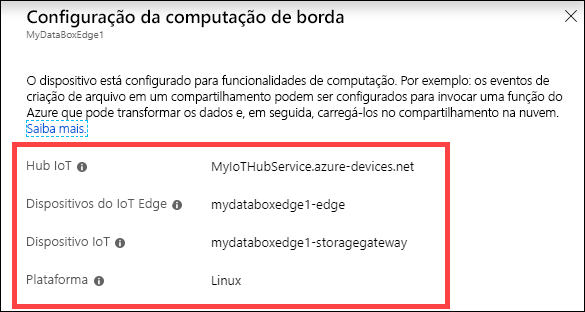 Configuração da computação de borda
MyDataBoxEdge1
O dispositivo está configurado para funcionalidades de computação. Por exemplo: os eventos de
criação de arquivo em um compartilhamento podem ser configurados para invocar uma função do
Azure que pode transformar os dados e, em seguida, carregá-los no compartilhamento na nuvem.
Saiba mais.
Hub IoT MyIoTHubService.azure-devices.net
Dispositivos do IoT Edge mydataboxedge1-edge
Dispositivo IoT mydataboxedge1-storagegateway
Plataforma Linux